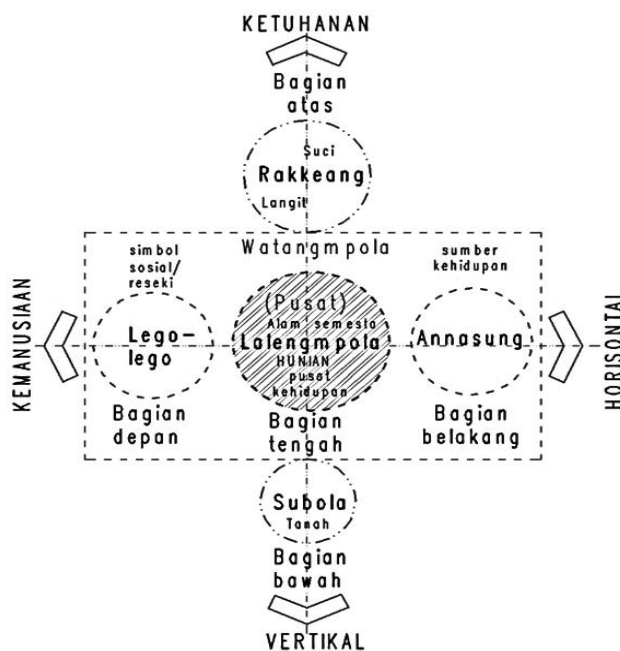 KETUHANAN
Bagian
atas
Suci
Rakkeang
Langit
Watangmpola
simbol
sosial/
reseki
sumber
kehidupan
KEMANUSIAAN
Lego-
lego
(Pusat)
Alam semesta
Lalengmpola
HUNIAN
pusat
kehidupan
Annasung
HORISONTAL
Bagian
depan
Bagian
tengah
Bagian
belakang
Subola
Tanah
Bagian
bawah
VERTIKAL